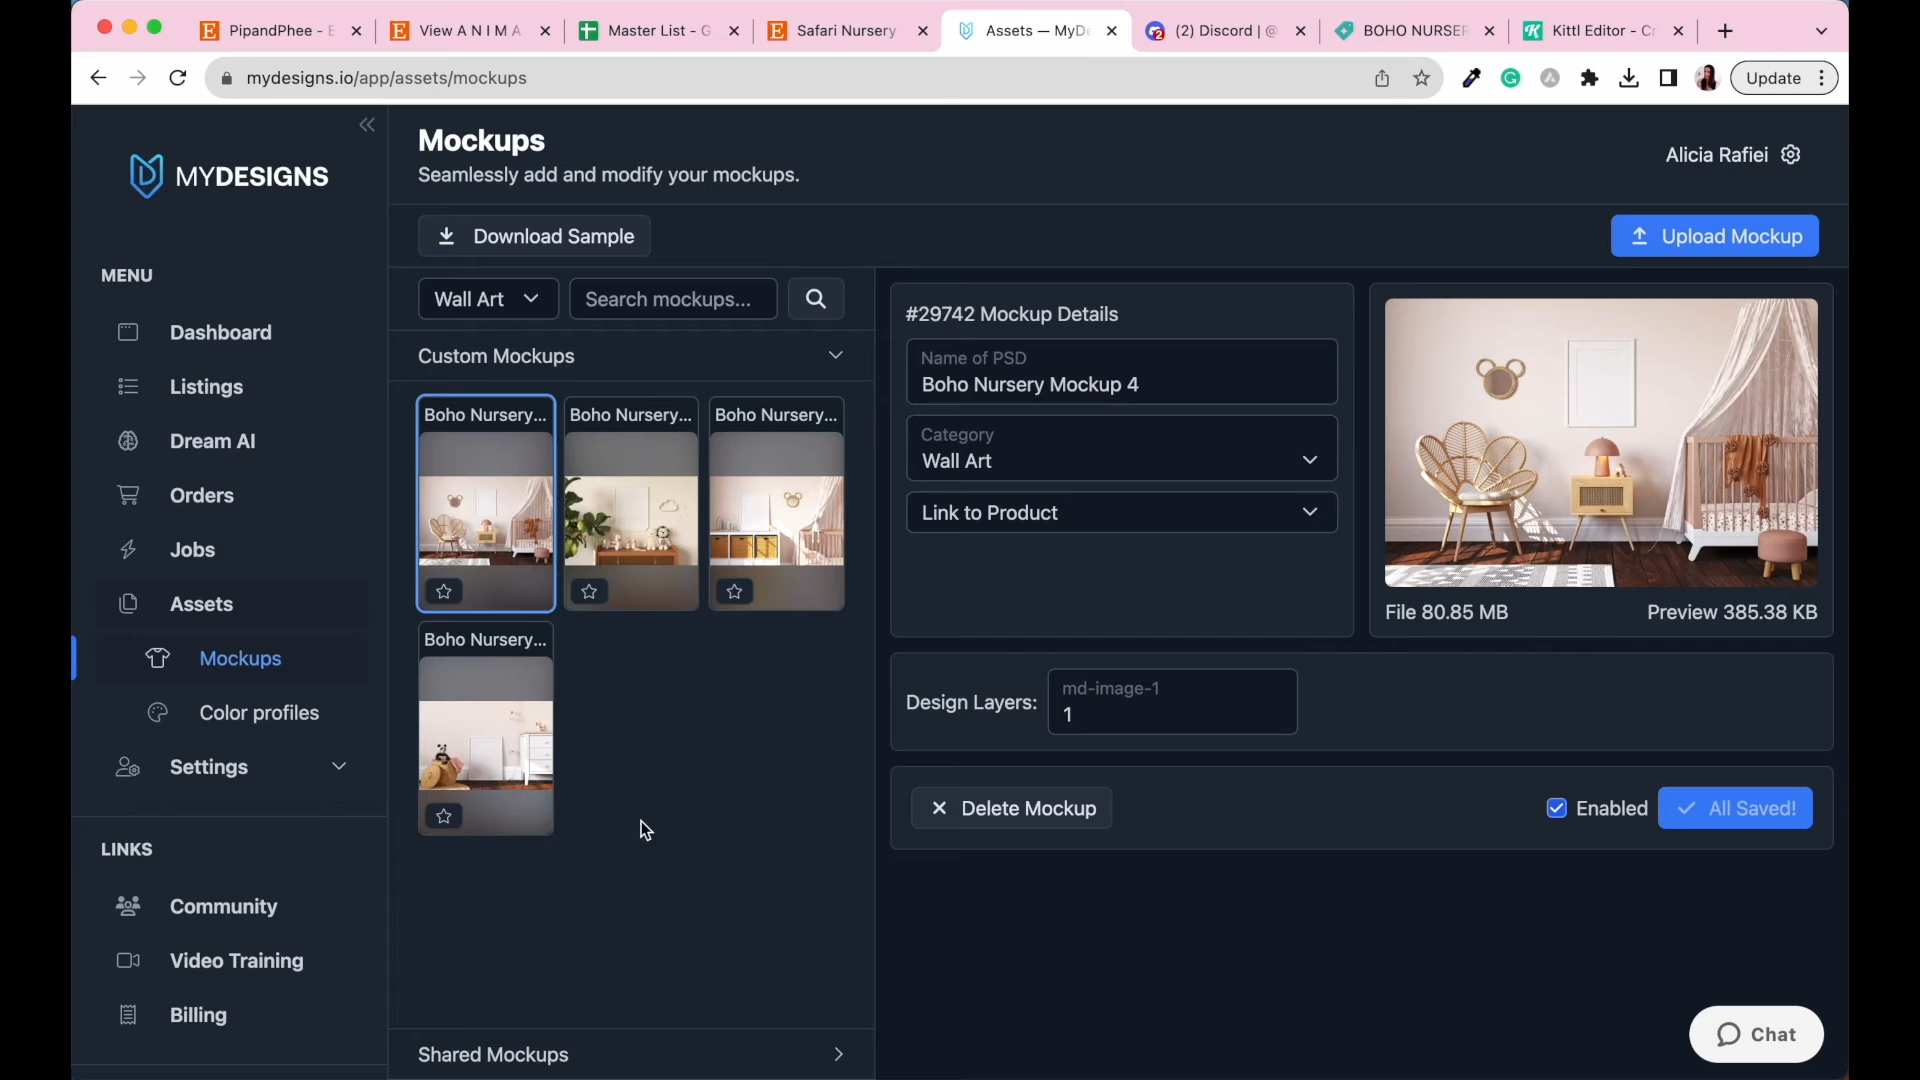 PipandPhee - E
View A N I M A
Master List - G
Safari Nursery
Assets — MyDe
(2) Discord | @
BOHO NURSER
Kittl Editor - Cr
mydesigns.io/app/assets/mockups
Update
MYDESIGNS
Mockups
Seamlessly add and modify your mockups.
Alicia Rafiei
Download Sample
Upload Mockup
MENU
Dashboard
Listings
Dream AI
Orders
Jobs
Assets
Mockups
Color profiles
Settings
LINKS
Community
Video Training
Billing
Wall Art
Search mockups...
Custom Mockups
Boho Nursery...
Boho Nursery...
Boho Nursery...
Boho Nursery...
Shared Mockups
#29742 Mockup Details
Name of PSD
Boho Nursery Mockup 4
Category
Wall Art
Link to Product
File 80.85 MB
Preview 385.38 KB
Design Layers:
md-image-1
1
Delete Mockup
Enabled
All Saved!
Chat